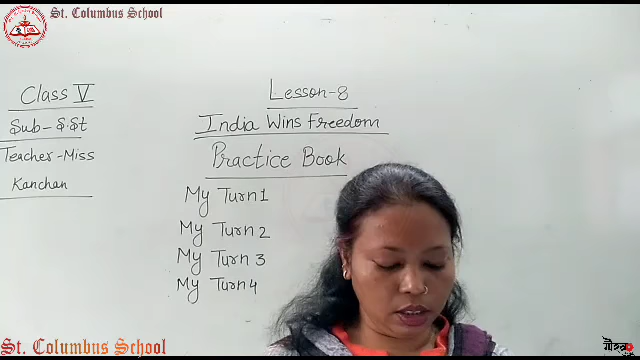 St. Columbus School
Class V
Sub- S.St
Teacher-Miss
Kanchan
Lesson-8
India Wins Freedom
Practice Book
My Turn 1
My Turn 2
My Turn 3
My Turn 4
St. Columbus School